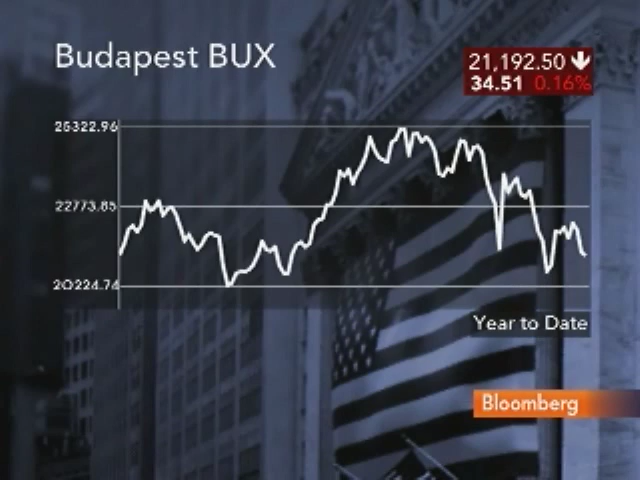 Budapest BUX
21,192.50
34.51 0.16%
25322.96
22773.85
20224.74
Year to Date
Bloomberg